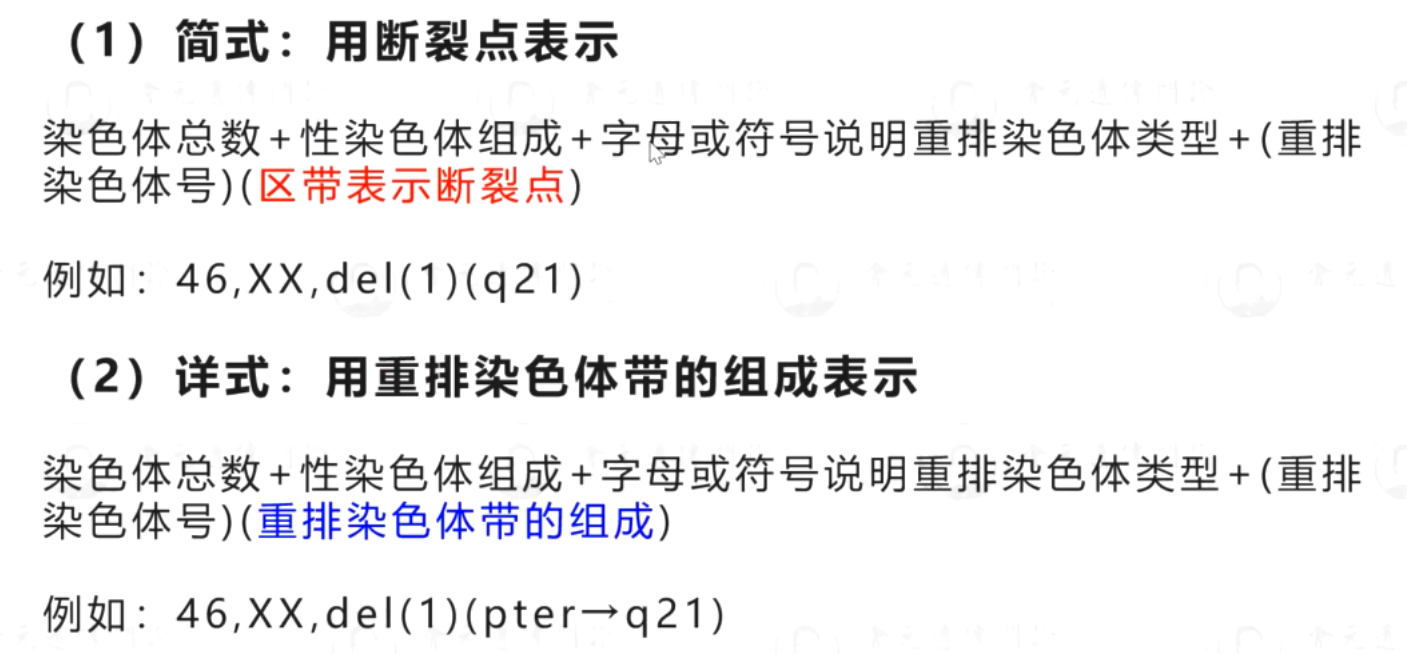 （1）简式：用断裂点表示
染色体总数+性染色体组成+字母或符号说明重排染色体类型+(重排
染色体号)(区带表示断裂点)
例如：46,XX,del(1)(q21)
（2）详式：用重排染色体带的组成表示
染色体总数+性染色体组成+字母或符号说明重排染色体类型+(重排
染色体号)(重排染色体带的组成)
例如：46,XX,del(1)(pter→q21)